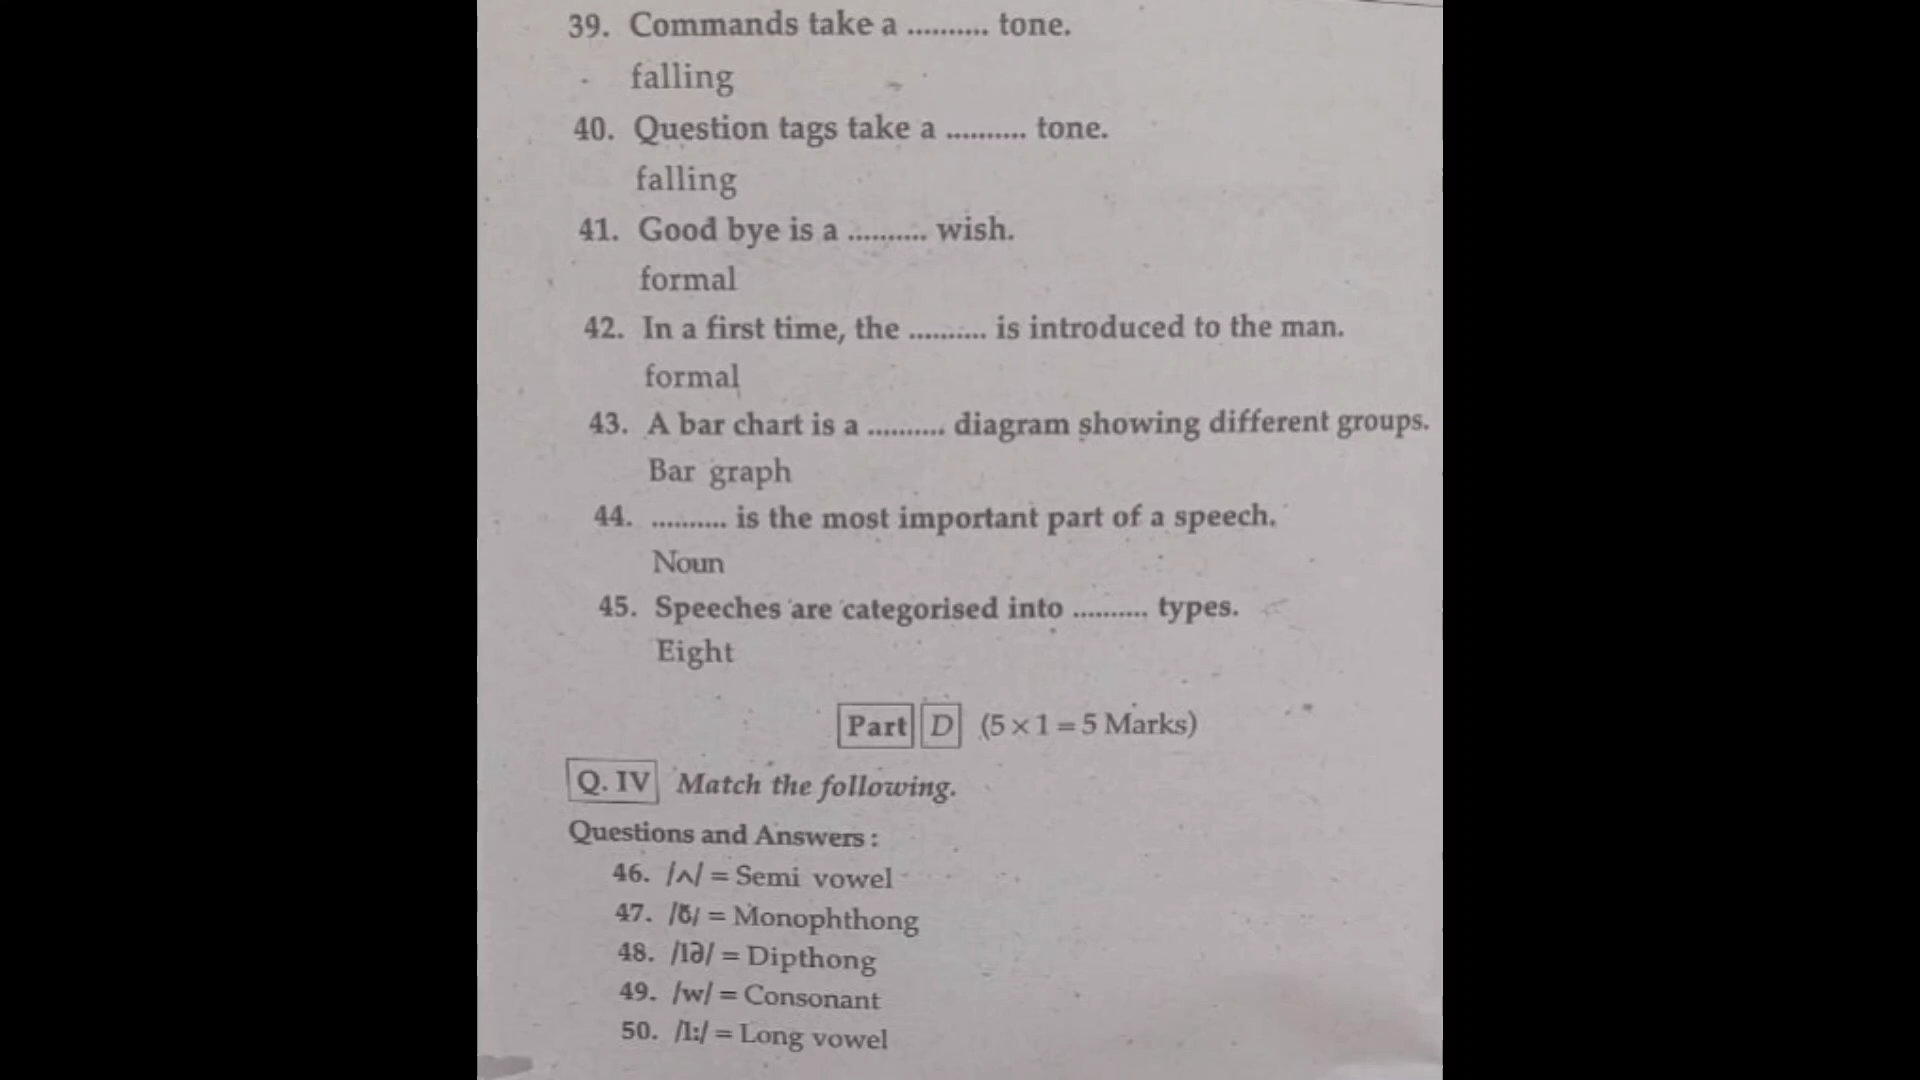 39. Commands take a .......... tone.
falling
40. Question tags take a .......... tone.
falling
41. Good bye is a .......... wish.
formal
42. In a first time, the .......... is introduced to the man.
formal
43. A bar chart is a .......... diagram showing different groups.
Bar graph
44. .......... is the most important part of a speech.
Noun
45. Speeches are categorised into .......... types.
Eight
Part D (5 × 1 = 5 Marks)
Q. IV Match the following.
Questions and Answers :
46. /ʌ/ = Semi vowel
47. /ʊ/ = Monophthong
48. /ɪə/ = Dipthong
49. /w/ = Consonant
50. /I:/ = Long vowel